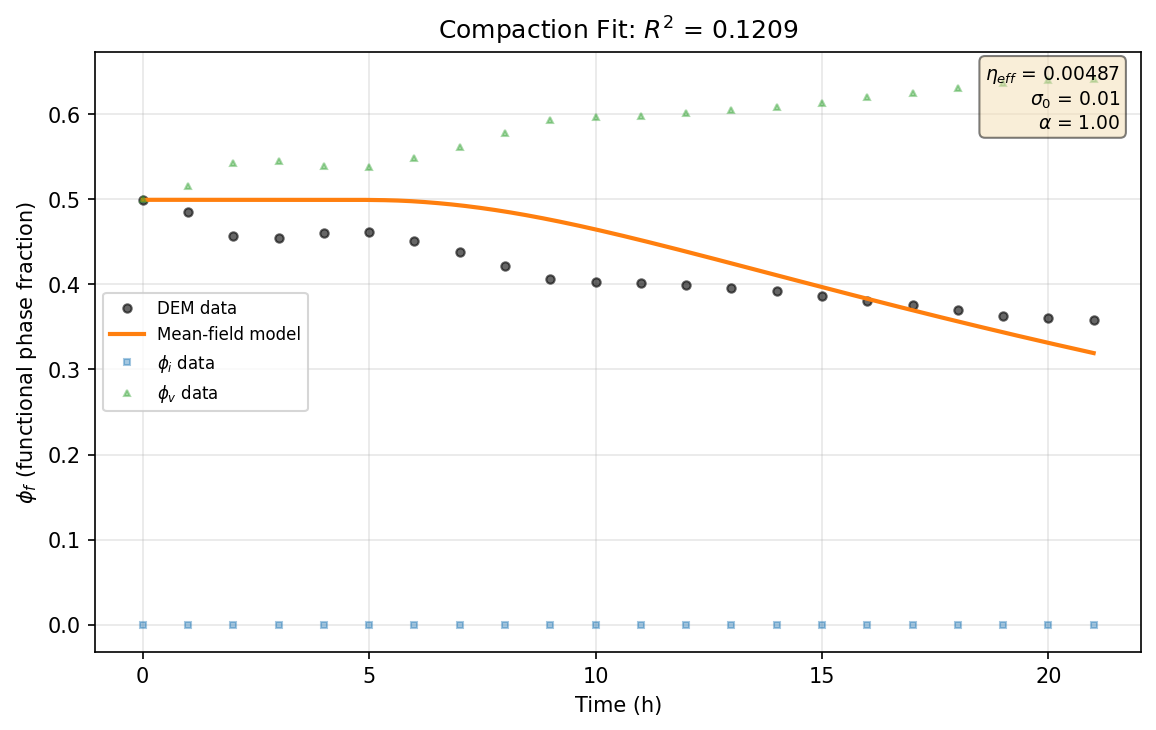 Compaction Fit: R² = 0.1209
η_eff = 0.00487
σ₀ = 0.01
α = 1.00
0.6
0.5
0.4
0.3
0.2
0.1
0.0
ϕ_f (functional phase fraction)
DEM data
Mean-field model
ϕ_i data
ϕ_v data
0 5 10 15 20
Time (h)